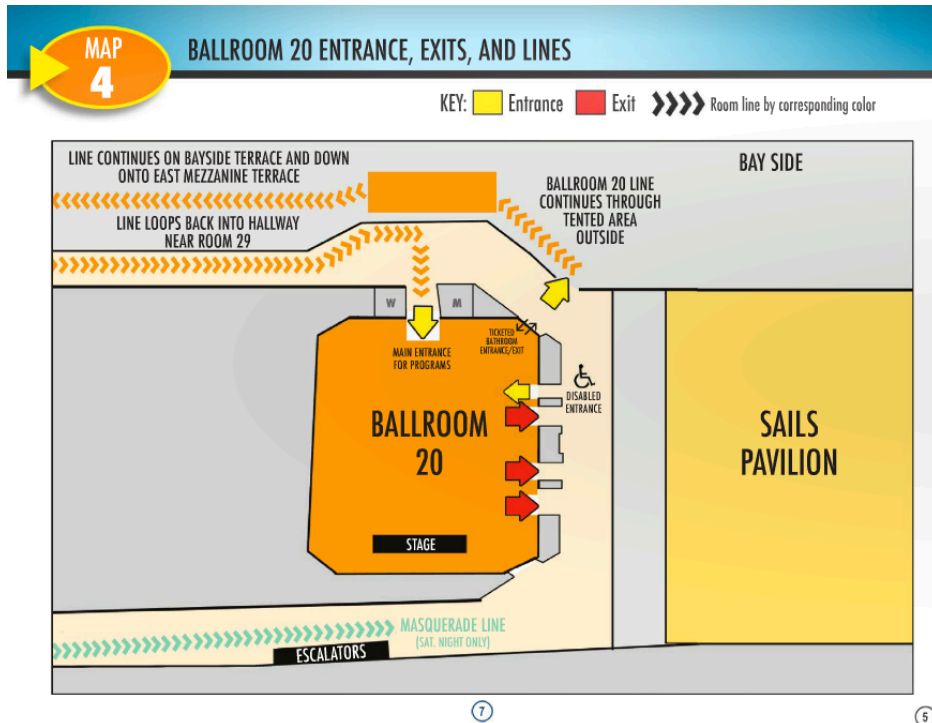 MAP
4
BALLROOM 20 ENTRANCE, EXITS, AND LINES
KEY: Entrance Exit Room line by corresponding color
LINE CONTINUES ON BAYSIDE TERRACE AND DOWN
ONTO EAST MEZZANINE TERRACE
BAY SIDE
BALLROOM 20 LINE
CONTINUES THROUGH
TENTED AREA
OUTSIDE
LINE LOOPS BACK INTO HALLWAY
NEAR ROOM 29
W
M
TICKETED
BATHROOM
ENTRANCE/EXIT
MAIN ENTRANCE
FOR PROGRAMS
DISABLED
ENTRANCE
BALLROOM
20
SAILS
PAVILION
STAGE
MASQUERADE LINE
(SAT. NIGHT ONLY)
ESCALATORS
7
5